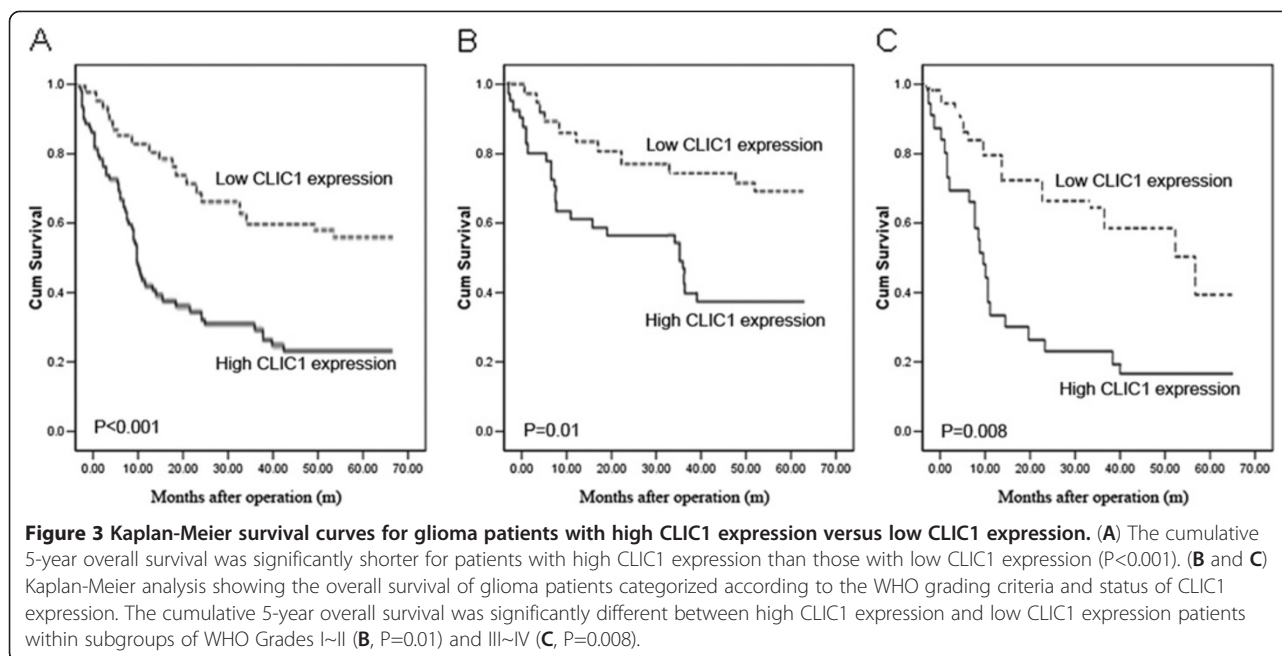 A
B
C
1.0
0.8
0.6
0.4
0.2
0.0
Cum Survival
Low CLIC1 expression
High CLIC1 expression
P<0.001
0.00 10.00 20.00 30.00 40.00 50.00 60.00 70.00
Months after operation (m)
1.0
0.8
0.6
0.4
0.2
0.0
Cum Survival
Low CLIC1 expression
High CLIC1 expression
P=0.01
0.00 10.00 20.00 30.00 40.00 50.00 60.00 70.00
Months after operation (m)
1.0
0.8
0.6
0.4
0.2
0.0
Cum Survival
Low CLIC1 expression
High CLIC1 expression
P=0.008
0.00 10.00 20.00 30.00 40.00 50.00 60.00 70.00
Months after operation (m)
Figure 3 Kaplan-Meier survival curves for glioma patients with high CLIC1 expression versus low CLIC1 expression. (A) The cumulative
5-year overall survival was significantly shorter for patients with high CLIC1 expression than those with low CLIC1 expression (P<0.001). (B and C)
Kaplan-Meier analysis showing the overall survival of glioma patients categorized according to the WHO grading criteria and status of CLIC1
expression. The cumulative 5-year overall survival was significantly different between high CLIC1 expression and low CLIC1 expression patients
within subgroups of WHO Grades I~II (B, P=0.01) and III~IV (C, P=0.008).